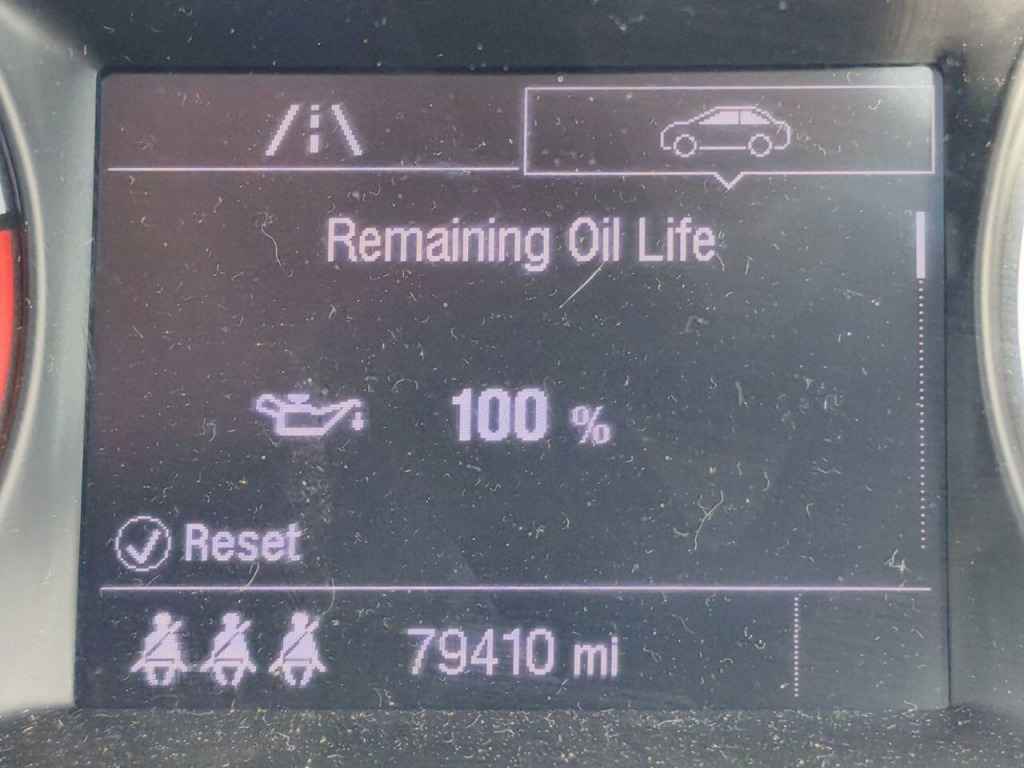 Remaining Oil Life
100 %
Reset
79410 mi